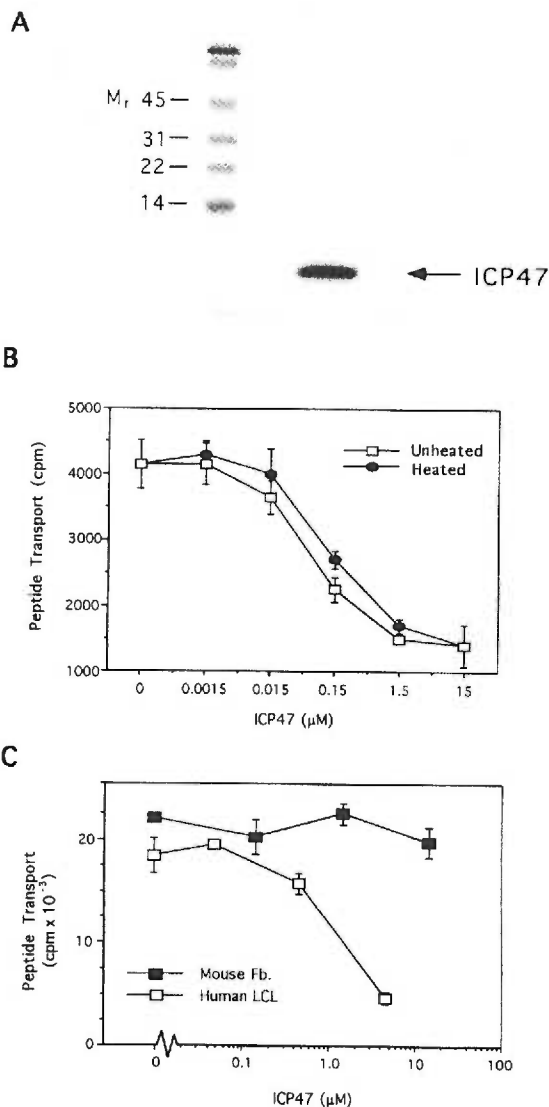 A
Mr 45
31
22
14
ICP47
B
5000
4000
3000
2000
1000
Peptide Transport (cpm)
Unheated
Heated
0 0.0015 0.015 0.15 1.5 15
ICP47 (µM)
C
20
10
0
Peptide Transport
(cpm x 10⁻³)
Mouse Fb.
Human LCL
0 0.1 1.0 10 100
ICP47 (µM)